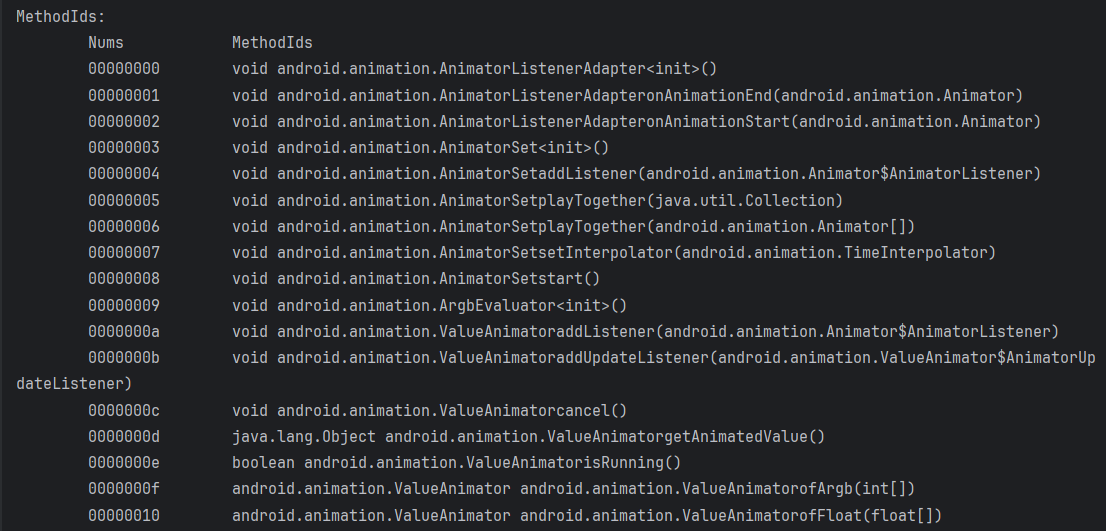 MethodIds:
Nums MethodIds
00000000 void android.animation.AnimatorListenerAdapter<init>()
00000001 void android.animation.AnimatorListenerAdapteronAnimationEnd(android.animation.Animator)
00000002 void android.animation.AnimatorListenerAdapteronAnimationStart(android.animation.Animator)
00000003 void android.animation.AnimatorSet<init>()
00000004 void android.animation.AnimatorSetaddListener(android.animation.Animator$AnimatorListener)
00000005 void android.animation.AnimatorSetplayTogether(java.util.Collection)
00000006 void android.animation.AnimatorSetplayTogether(android.animation.Animator[])
00000007 void android.animation.AnimatorSetsetInterpolator(android.animation.TimeInterpolator)
00000008 void android.animation.AnimatorSetstart()
00000009 void android.animation.ArgbEvaluator<init>()
0000000a void android.animation.ValueAnimatoraddListener(android.animation.Animator$AnimatorListener)
0000000b void android.animation.ValueAnimatoraddUpdateListener(android.animation.ValueAnimator$AnimatorUp
dateListener)
0000000c void android.animation.ValueAnimatorcancel()
0000000d java.lang.Object android.animation.ValueAnimatorgetAnimatedValue()
0000000e boolean android.animation.ValueAnimatorisRunning()
0000000f android.animation.ValueAnimator android.animation.ValueAnimatorofArgb(int[])
00000010 android.animation.ValueAnimator android.animation.ValueAnimatorofFloat(float[])